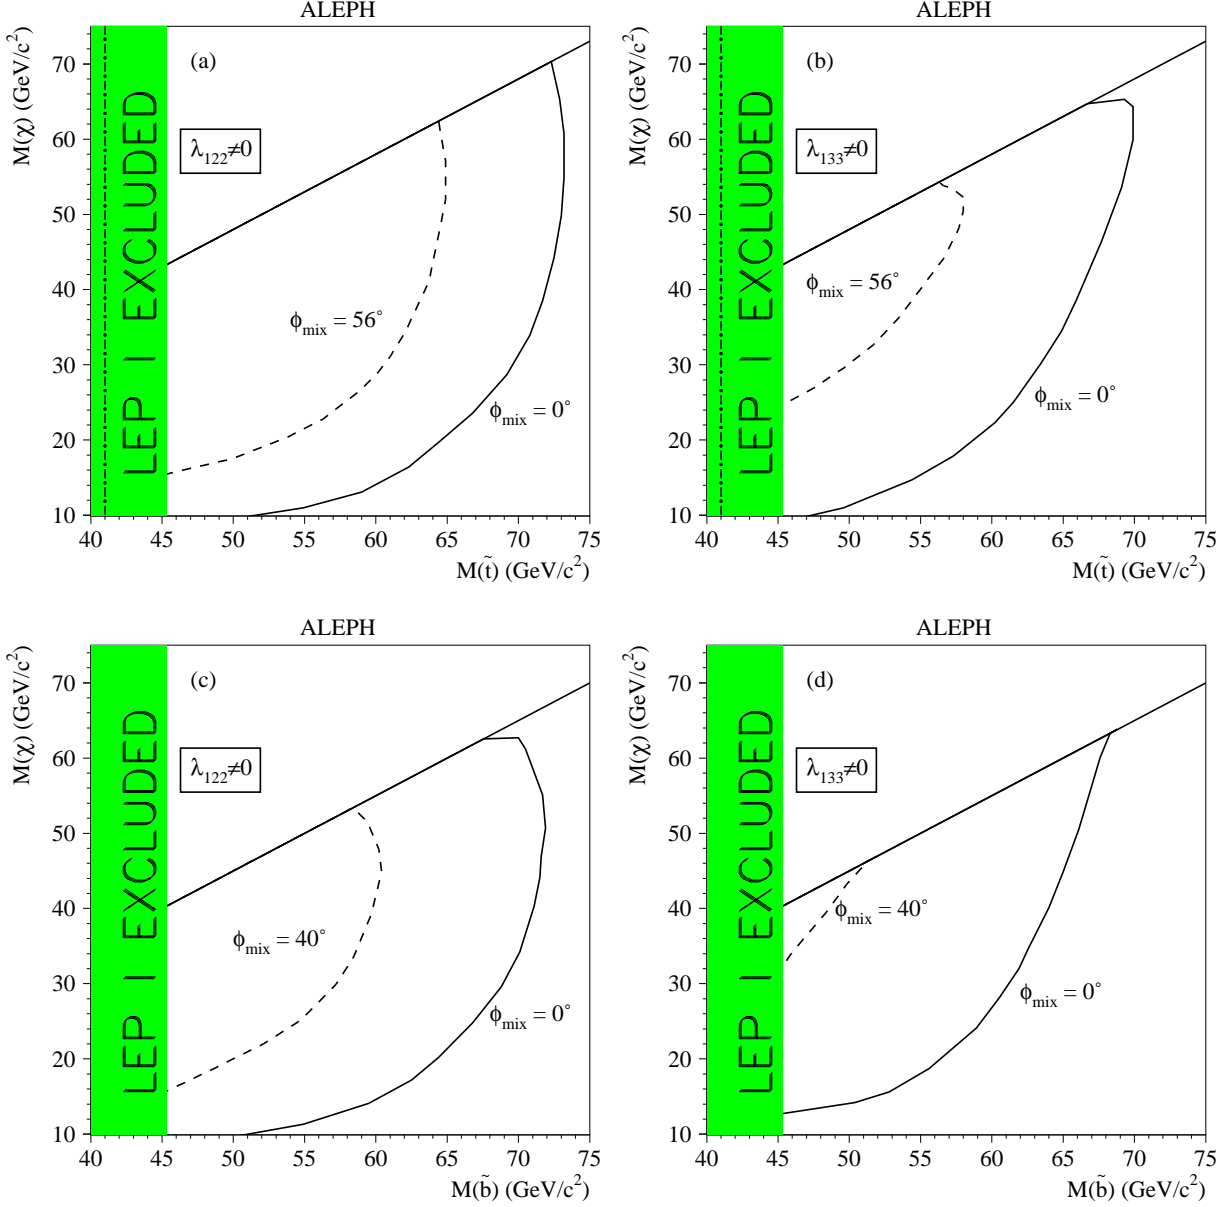 ALEPH
M(χ) (GeV/c²)
(a)
λ₁₂₂≠0
LEP I EXCLUDED
ϕmix = 56°
ϕmix = 0°
70
60
50
40
30
20
10
40 45 50 55 60 65 70 75
M(t̃) (GeV/c²)
ALEPH
M(χ) (GeV/c²)
(b)
λ₁₃₃≠0
LEP I EXCLUDED
ϕmix = 56°
ϕmix = 0°
70
60
50
40
30
20
10
40 45 50 55 60 65 70 75
M(t̃) (GeV/c²)
ALEPH
M(χ) (GeV/c²)
(c)
λ₁₂₂≠0
LEP I EXCLUDED
ϕmix = 40°
ϕmix = 0°
70
60
50
40
30
20
10
40 45 50 55 60 65 70 75
M(b̃) (GeV/c²)
ALEPH
M(χ) (GeV/c²)
(d)
λ₁₃₃≠0
LEP I EXCLUDED
ϕmix = 40°
ϕmix = 0°
70
60
50
40
30
20
10
40 45 50 55 60 65 70 75
M(b̃) (GeV/c²)